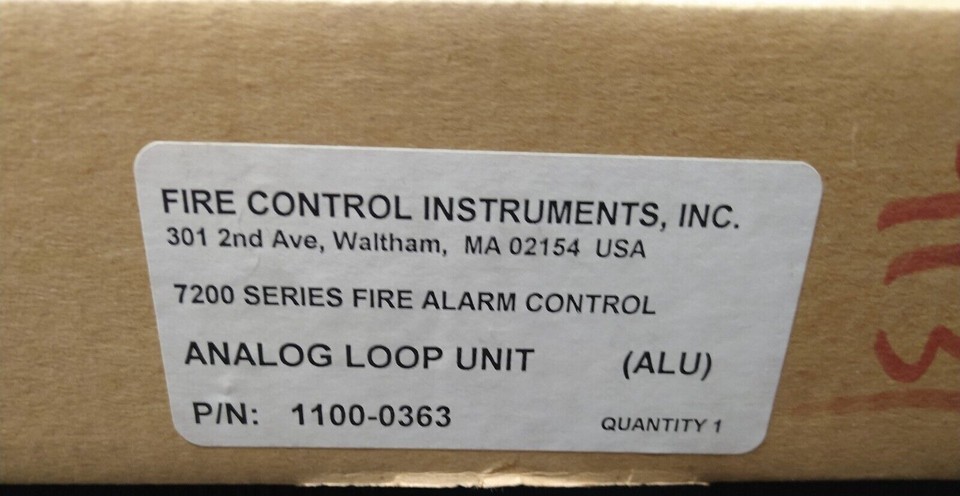 FIRE CONTROL INSTRUMENTS, INC.
301 2nd Ave, Waltham, MA 02154 USA
7200 SERIES FIRE ALARM CONTROL
ANALOG LOOP UNIT (ALU)
P/N: 1100-0363
QUANTITY 1